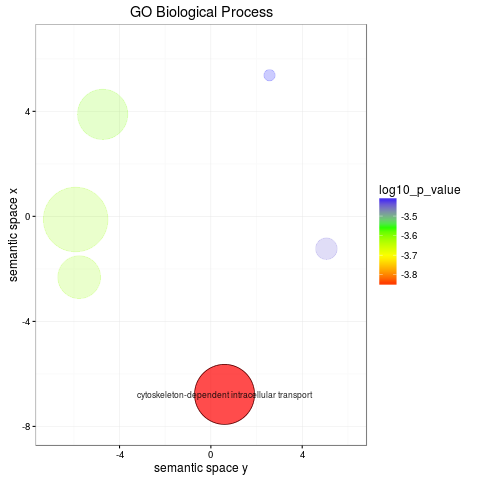 GO Biological Process
semantic space x
4
0
-4
-8
cytoskeleton-dependent intracellular transport
-4
0
4
semantic space y
log10_p_value
-3.5
-3.6
-3.7
-3.8